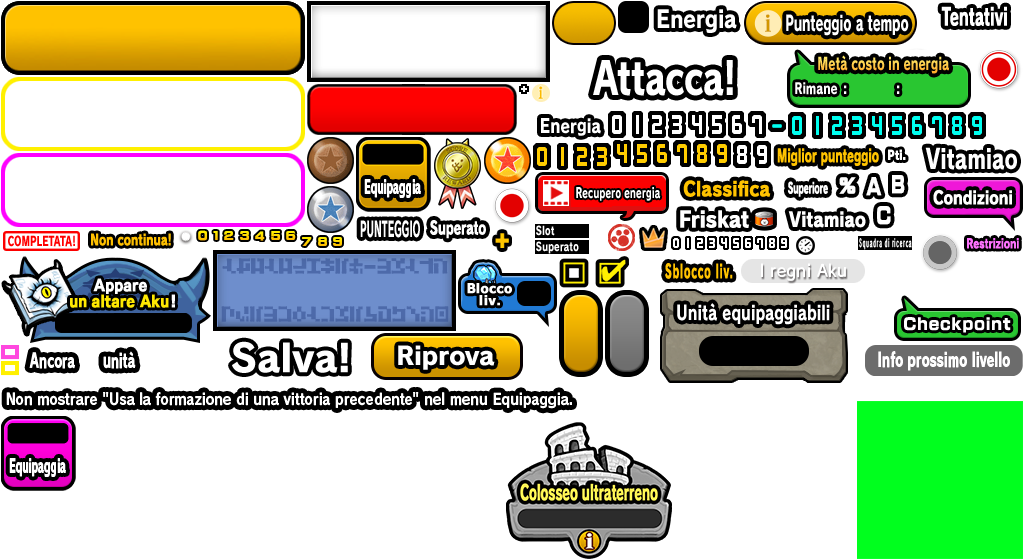 Energia
Punteggio a tempo
Tentativi
Attacca!
Metà costo in energia
Rimane :          :
Energia 01234567-0123456789
012345678989
Miglior punteggio Pti.
Vitamiao
Equipaggia
Recupero energia
Classifica
Superiore % A B
Condizioni
PUNTEGGIO
Superato
Friskat
Vitamiao C
COMPLETATA!
Non continua!
0123456789
Slot
Superato
0123456789
Squadra di ricerca
Restrizioni
Appare
un altare Aku!
Blocco
liv.
Sblocco liv.
I regni Aku
Unità equipaggiabili
Checkpoint
Ancora
unità
Salva!
Riprova
Info prossimo livello
Non mostrare "Usa la formazione di una vittoria precedente" nel menu Equipaggia.
Equipaggia
Colosseo ultraterreno